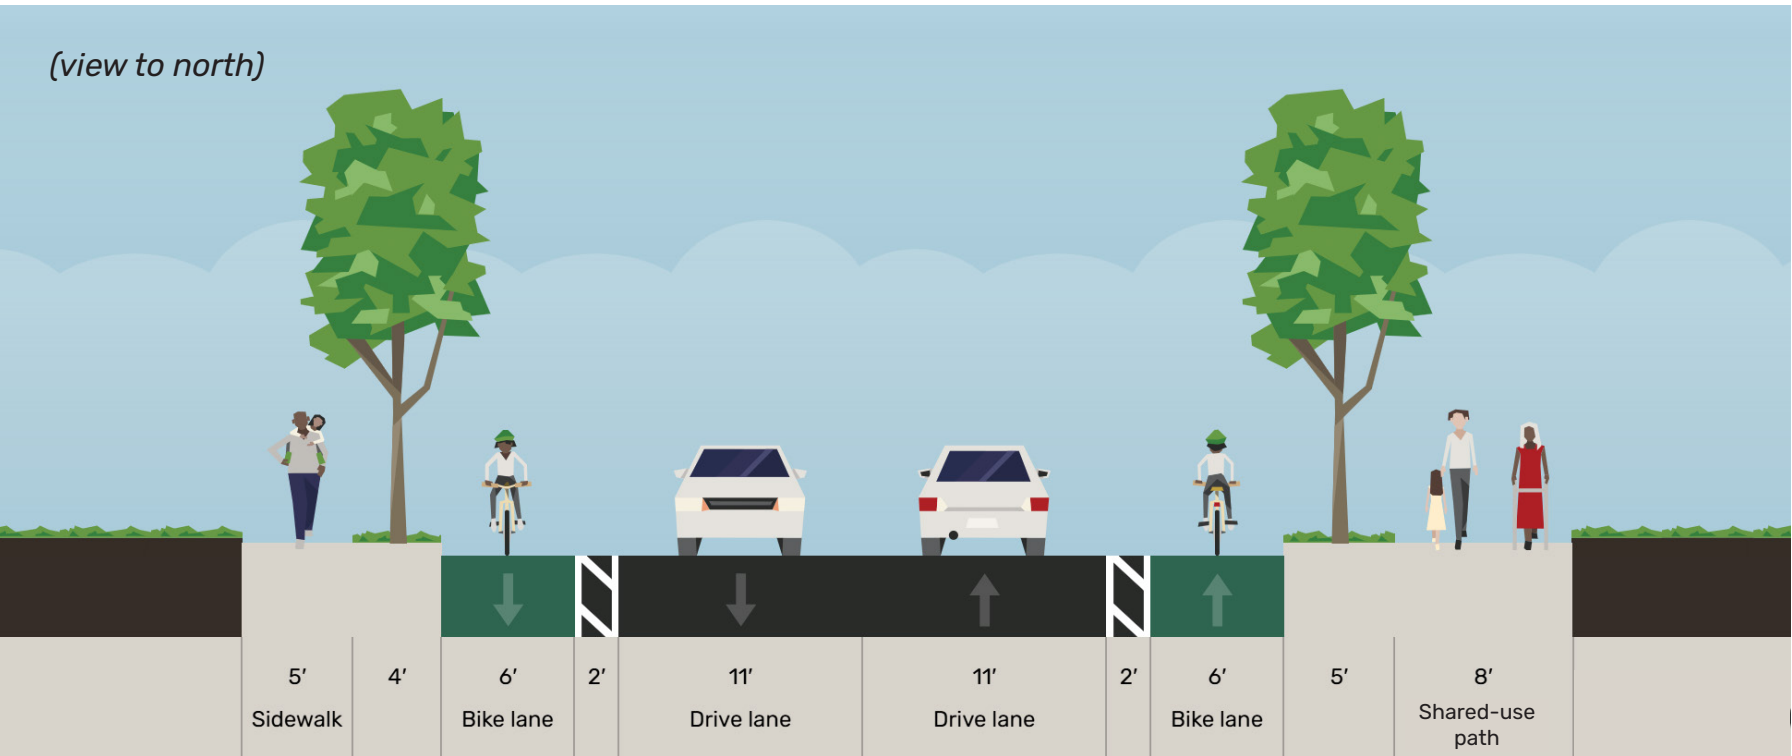 (view to north)
5’ 4’ 6’ 2’ 11’ 11’ 2’ 6’ 5’ 8’
Sidewalk Bike lane Drive lane Drive lane Bike lane Shared-use
path